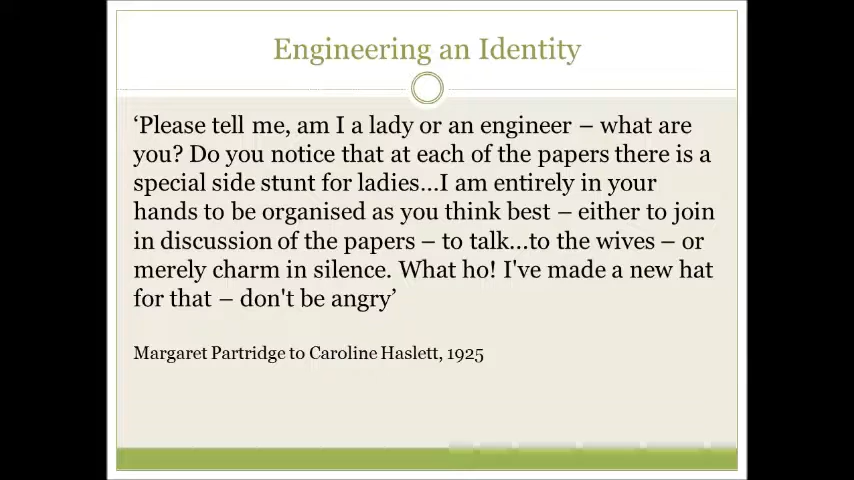 Engineering an Identity
‘Please tell me, am I a lady or an engineer – what are
you? Do you notice that at each of the papers there is a
special side stunt for ladies...I am entirely in your
hands to be organised as you think best – either to join
in discussion of the papers – to talk...to the wives – or
merely charm in silence. What ho! I've made a new hat
for that – don't be angry’
Margaret Partridge to Caroline Haslett, 1925